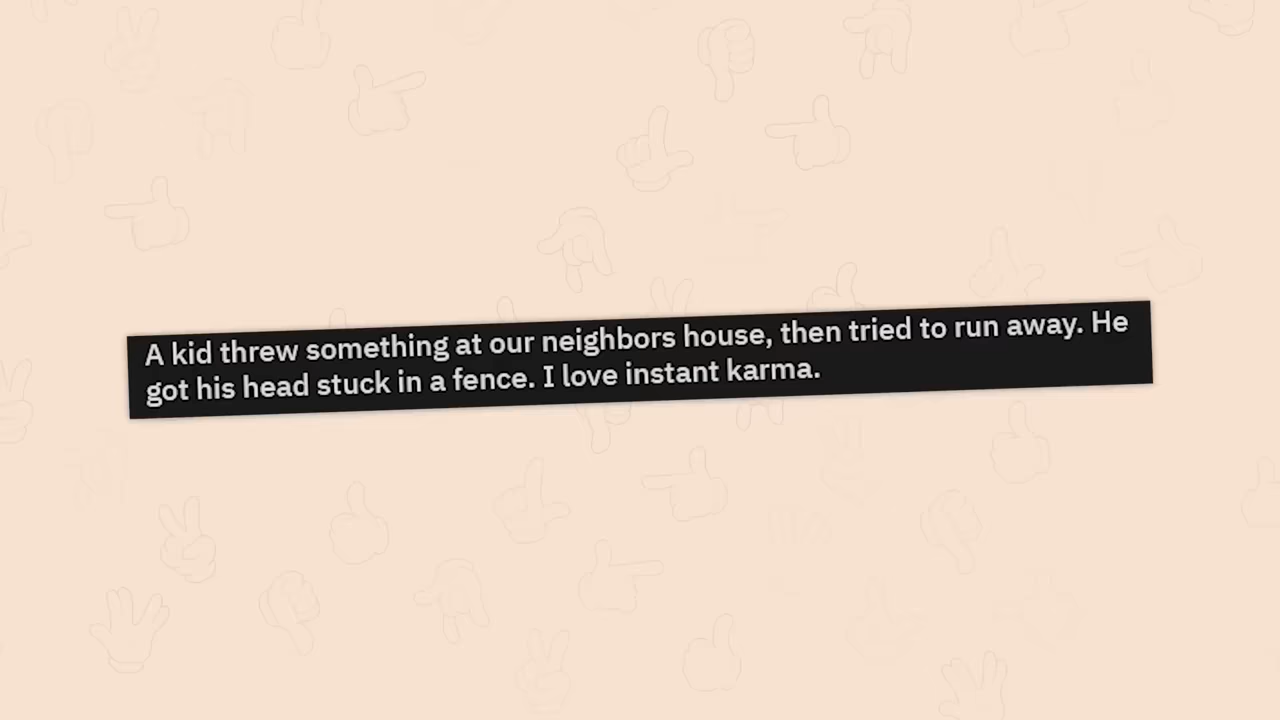 A kid threw something at our neighbors house, then tried to run away. He
got his head stuck in a fence. I love instant karma.